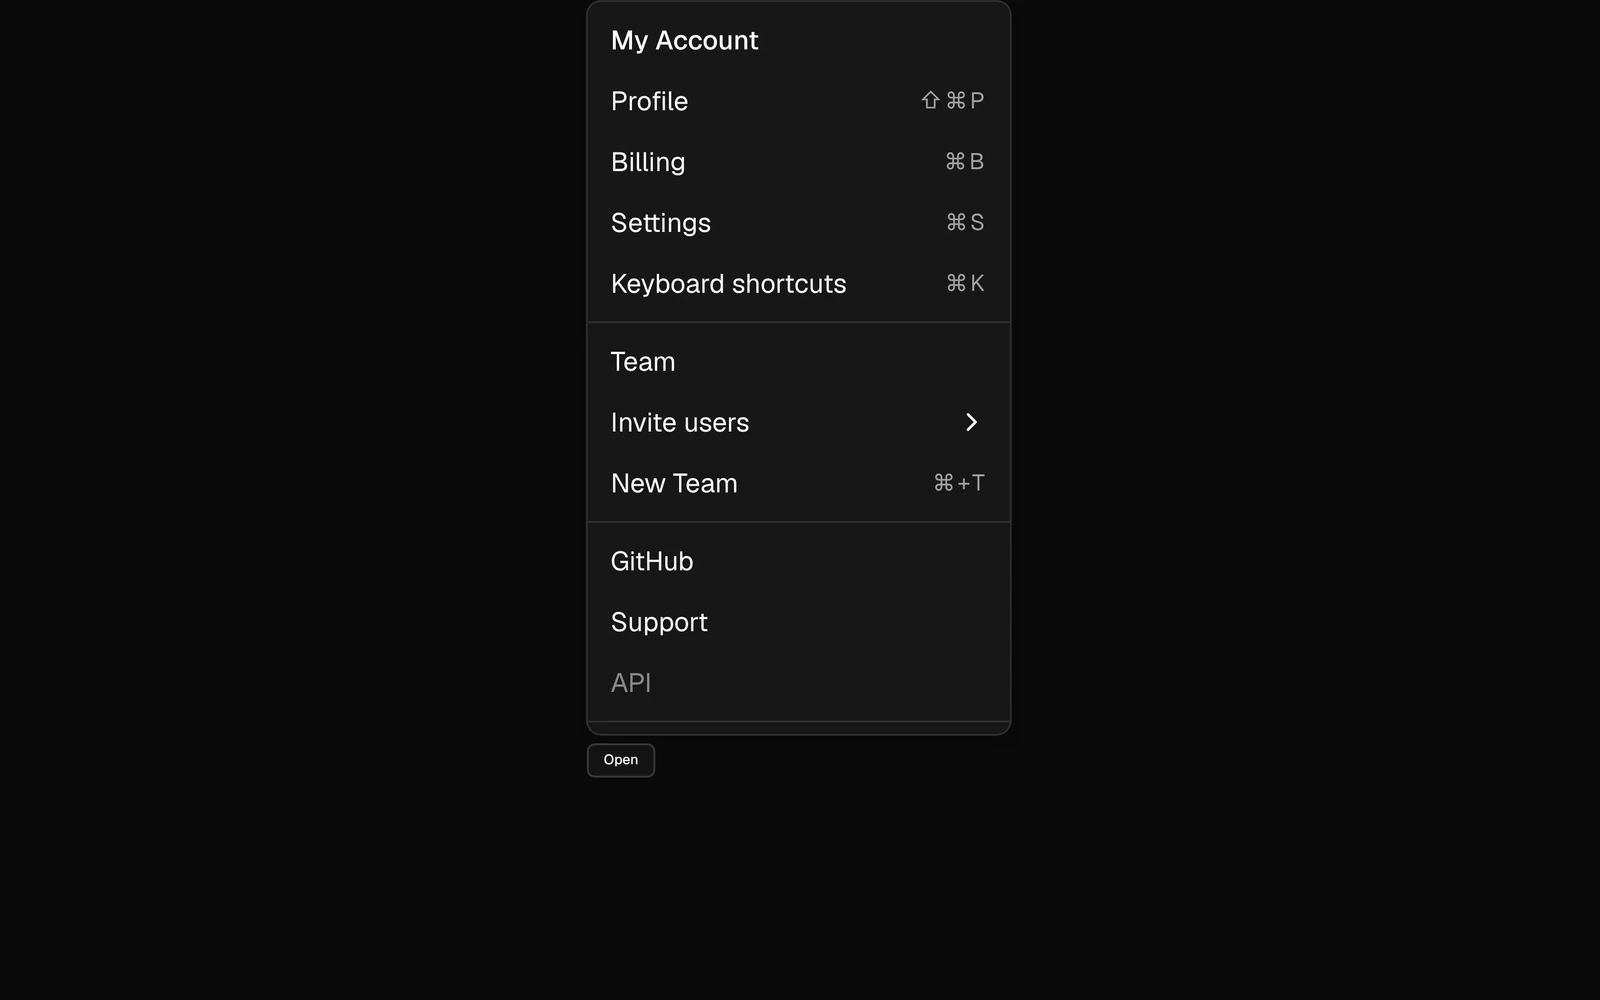 My Account
Profile ⇧⌘P
Billing ⌘B
Settings ⌘S
Keyboard shortcuts ⌘K
Team
Invite users
New Team ⌘+T
GitHub
Support
API
Open